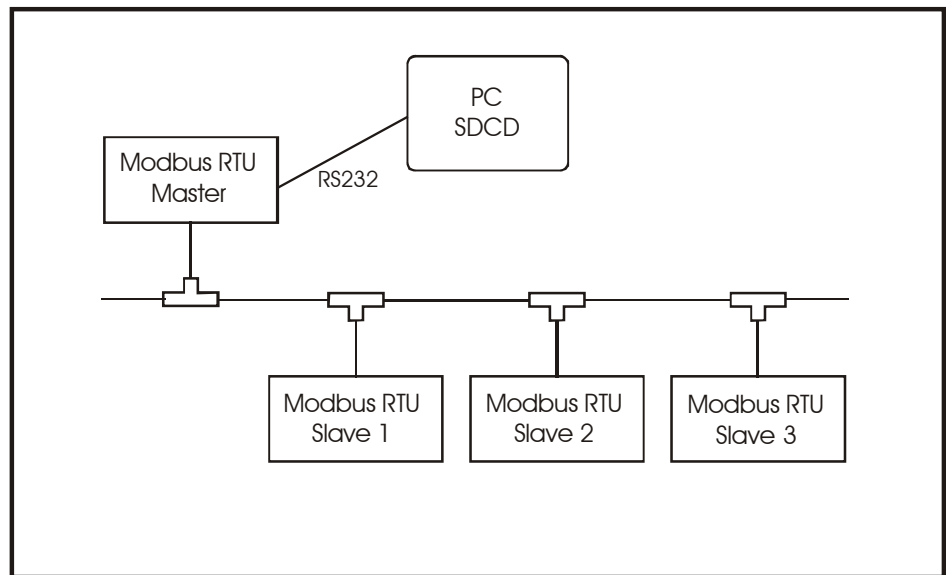 PC
SDCD
Modbus RTU
Master
RS232
Modbus RTU
Slave 1
Modbus RTU
Slave 2
Modbus RTU
Slave 3